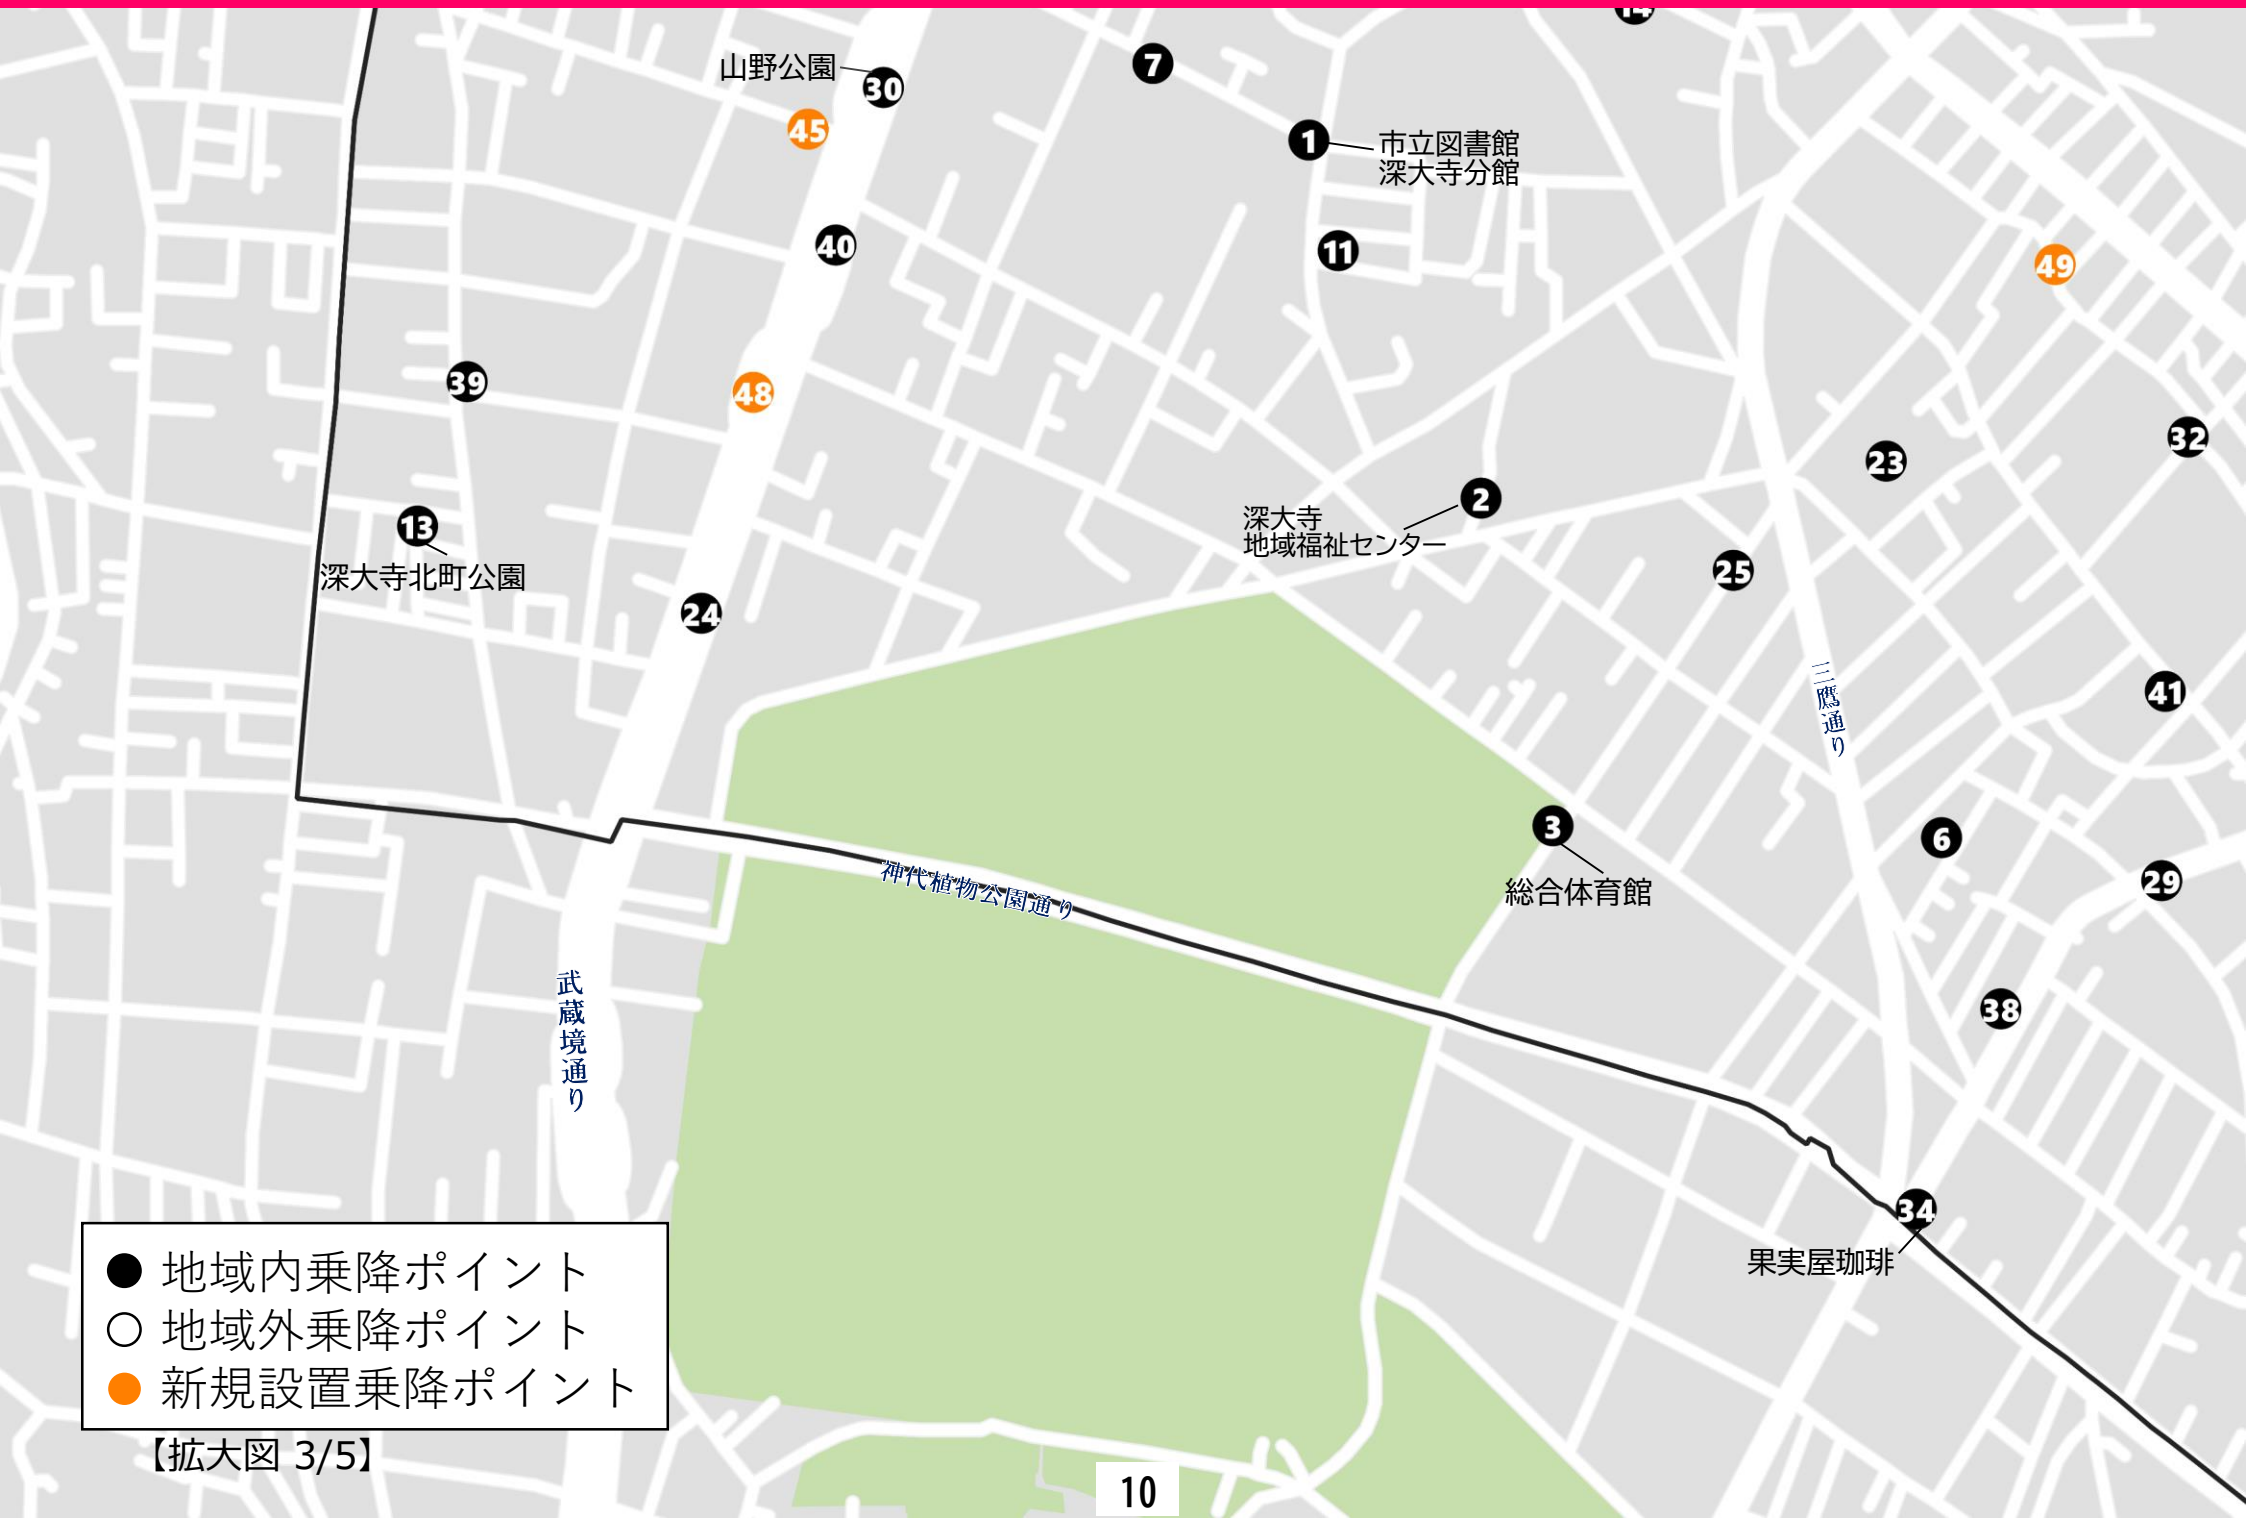 14
山野公園
30
7
45
1
市立図書館
深大寺分館
40
11
49
39
48
32
23
2
深大寺
地域福祉センター
13
深大寺北町公園
25
24
三鷹通り
41
3
総合体育館
6
29
神代植物公園通り
武蔵境通り
38
34
果実屋珈琲
● 地域内乗降ポイント
○ 地域外乗降ポイント
● 新規設置乗降ポイント
【拡大図 3/5】
10